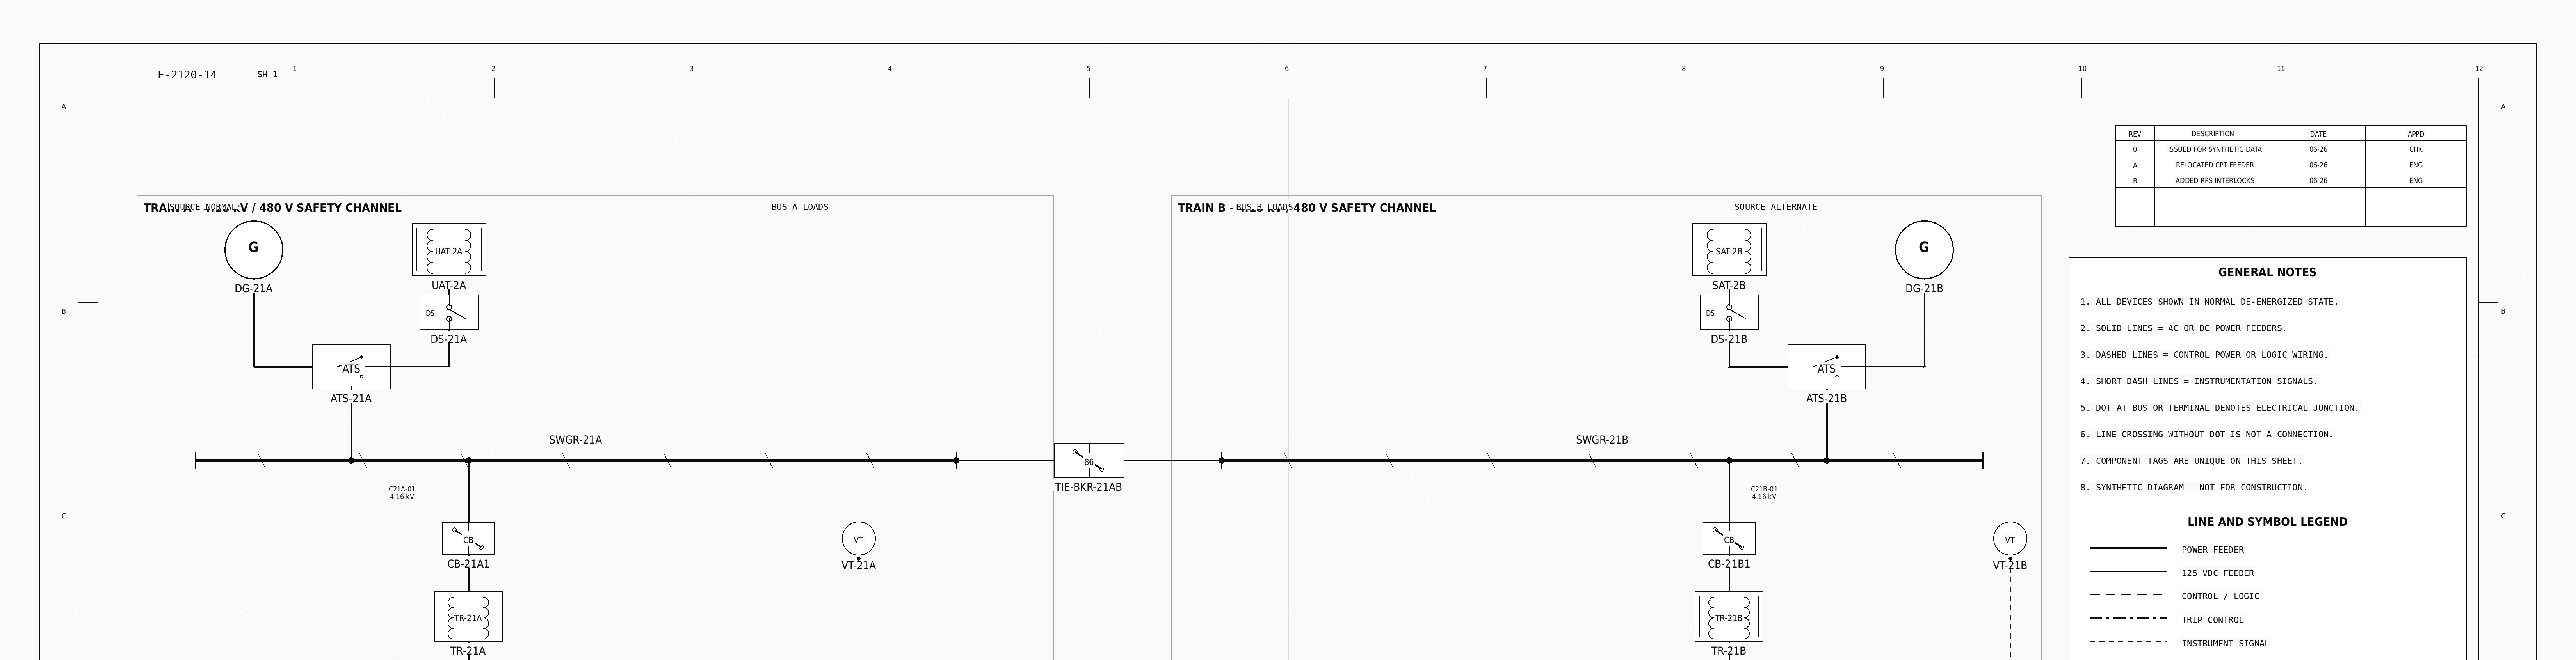 E-2120-14
SH 1
1 2 3 4 5 6 7 8 9 10 11 12
A
A
REV DESCRIPTION DATE APPD
0 ISSUED FOR SYNTHETIC DATA 06-26 CHK
A RELOCATED CPT FEEDER 06-26 ENG
B ADDED RPS INTERLOCKS 06-26 ENG
/ 480 V SAFETY CHANNEL
SOURCE NORMAL
BUS A LOADS
TRAIN B -
480 V SAFETY CHANNEL
BUS B LOADS
SOURCE ALTERNATE
G
DG-21A
UAT-2A
UAT-2A
DS
DS-21A
ATS
ATS-21A
SAT-2B
SAT-2B
DS
DS-21B
G
DG-21B
ATS
ATS-21B
B
B
SWGR-21A
86
TIE-BKR-21AB
SWGR-21B
C21A-01
4.16 kV
C21B-01
4.16 kV
C
C
CB
CB-21A1
VT
VT-21A
CB
CB-21B1
VT
VT-21B
TR-21A
TR-21A
TR-21B
TR-21B
GENERAL NOTES
1. ALL DEVICES SHOWN IN NORMAL DE-ENERGIZED STATE.
2. SOLID LINES = AC OR DC POWER FEEDERS.
3. DASHED LINES = CONTROL POWER OR LOGIC WIRING.
4. SHORT DASH LINES = INSTRUMENTATION SIGNALS.
5. DOT AT BUS OR TERMINAL DENOTES ELECTRICAL JUNCTION.
6. LINE CROSSING WITHOUT DOT IS NOT A CONNECTION.
7. COMPONENT TAGS ARE UNIQUE ON THIS SHEET.
8. SYNTHETIC DIAGRAM - NOT FOR CONSTRUCTION.
LINE AND SYMBOL LEGEND
POWER FEEDER
125 VDC FEEDER
CONTROL / LOGIC
TRIP CONTROL
INSTRUMENT SIGNAL